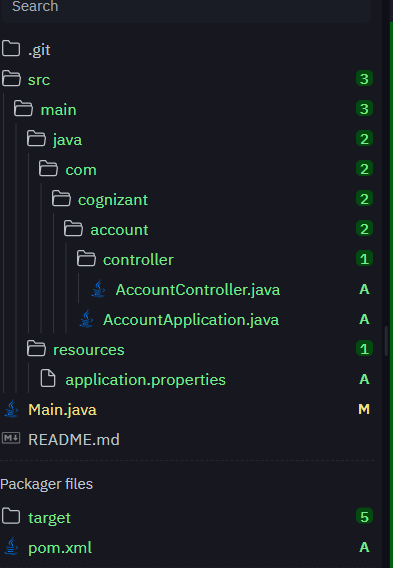 Search
.git
src 3
main 3
java 2
com 2
cognizant 2
account 2
controller 1
AccountController.java A
AccountApplication.java A
resources 1
application.properties A
Main.java M
M↓ README.md
Packager files
target 5
pom.xml A